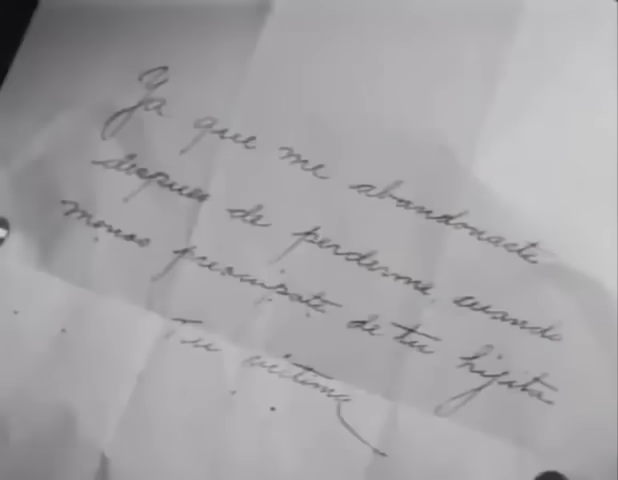 Ya que me abandonaste
despues de perderme cuando
menos preocupate de tu hijita
Tu victima